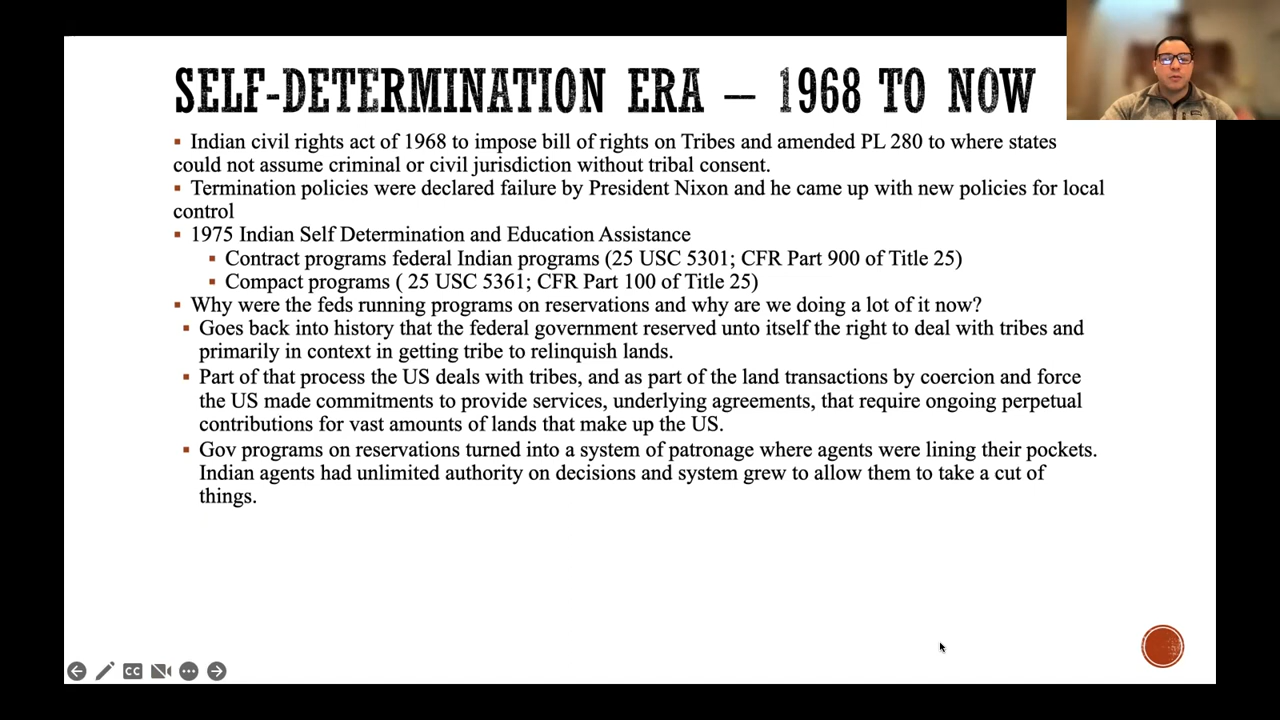 SELF-DETERMINATION ERA – 1968 TO NOW
▪ Indian civil rights act of 1968 to impose bill of rights on Tribes and amended PL 280 to where states
could not assume criminal or civil jurisdiction without tribal consent.
▪ Termination policies were declared failure by President Nixon and he came up with new policies for local
control
▪ 1975 Indian Self Determination and Education Assistance
▪ Contract programs federal Indian programs (25 USC 5301; CFR Part 900 of Title 25)
▪ Compact programs ( 25 USC 5361; CFR Part 100 of Title 25)
▪ Why were the feds running programs on reservations and why are we doing a lot of it now?
▪ Goes back into history that the federal government reserved unto itself the right to deal with tribes and
primarily in context in getting tribe to relinquish lands.
▪ Part of that process the US deals with tribes, and as part of the land transactions by coercion and force
the US made commitments to provide services, underlying agreements, that require ongoing perpetual
contributions for vast amounts of lands that make up the US.
▪ Gov programs on reservations turned into a system of patronage where agents were lining their pockets.
Indian agents had unlimited authority on decisions and system grew to allow them to take a cut of
things.
CC